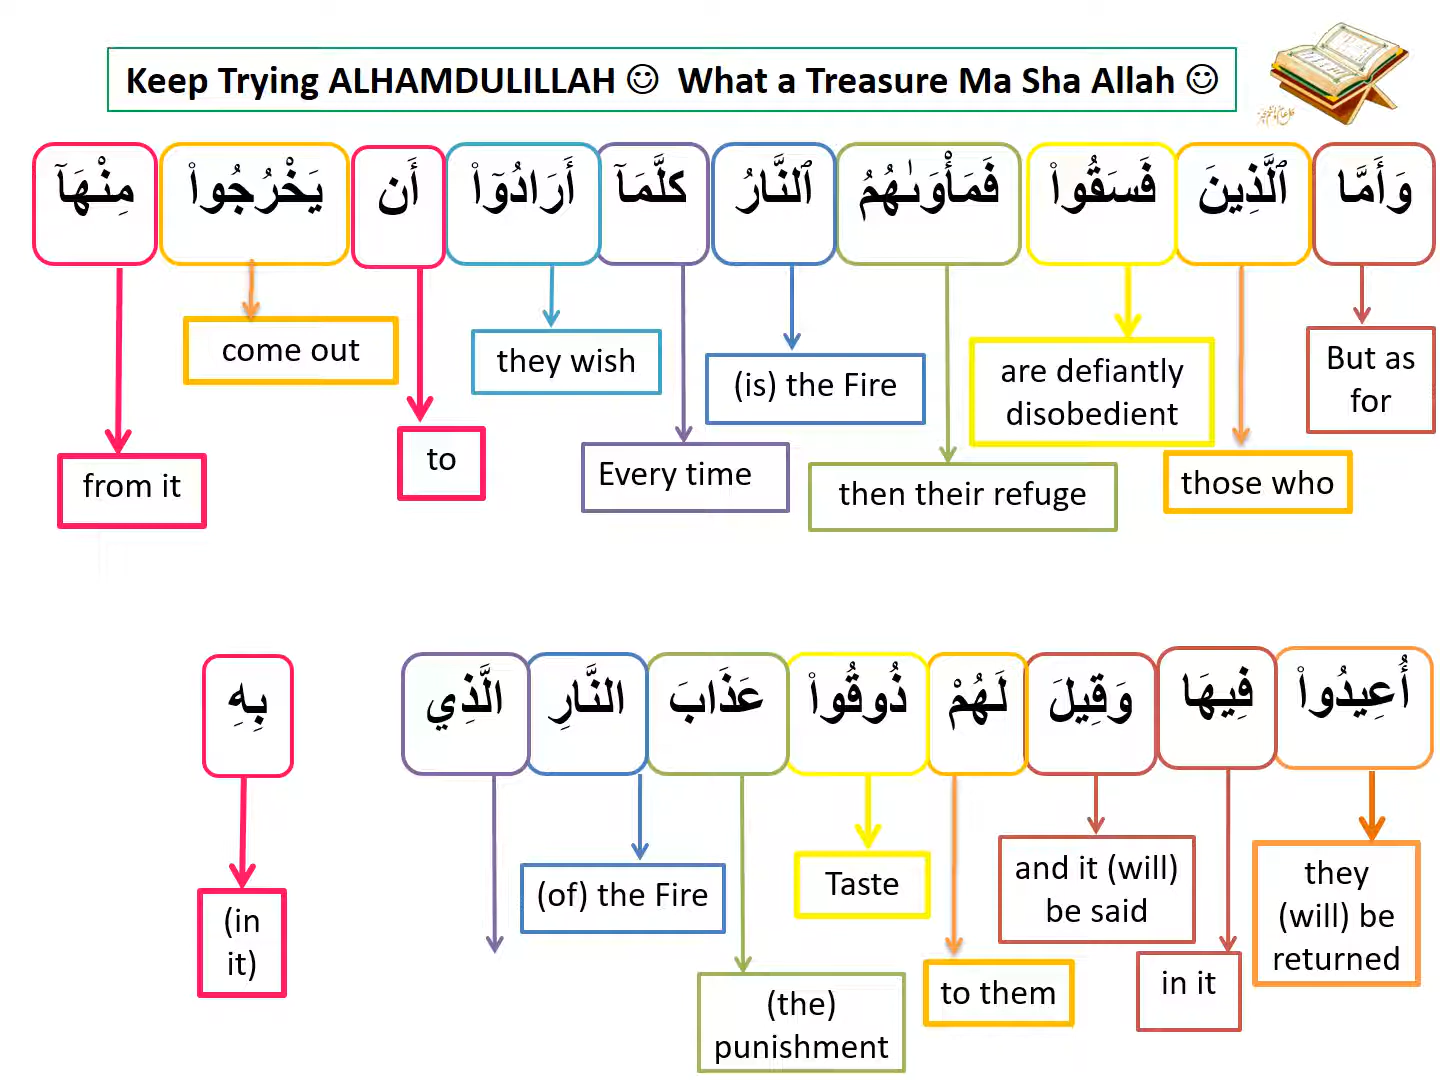 Keep Trying ALHAMDULILLAH ☺ What a Treasure Ma Sha Allah ☺
وَأَمَّا ٱلَّذِينَ فَسَقُوا۟ فَمَأْوَىٰهُمُ ٱلنَّارُ كلَّمَآ أَرَادُوٓا۟ أَن يَخْرُجُوا۟ مِنْهَآ
But as for
those who
are defiantly disobedient
then their refuge
(is) the Fire
Every time
they wish
to
come out
from it
أُعِيدُوا۟ فِيهَا وَقِيلَ لَهُمْ ذُوقُوا۟ عَذَابَ النَّارِ الَّذِي بِهِ
they (will) be returned
in it
and it (will) be said
to them
Taste
(the) punishment
(of) the Fire
(in it)